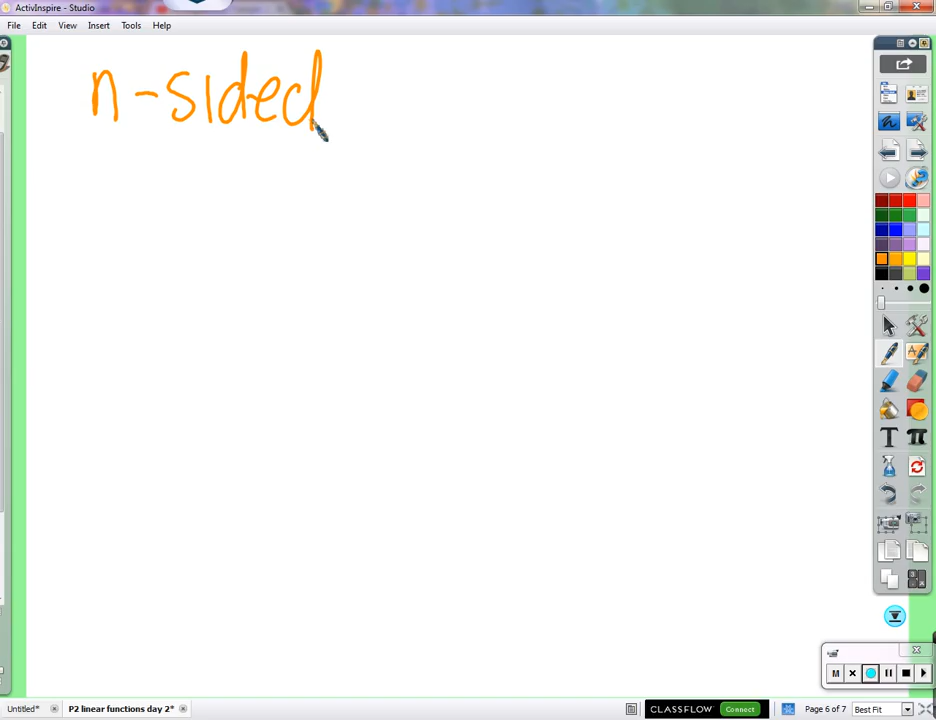 ActivInspire - Studio
File Edit View Insert Tools Help
n-sided
M
Untitled*
P2 linear functions day 2*
CLASSFLOW Connect
Page 6 of 7
Best Fit